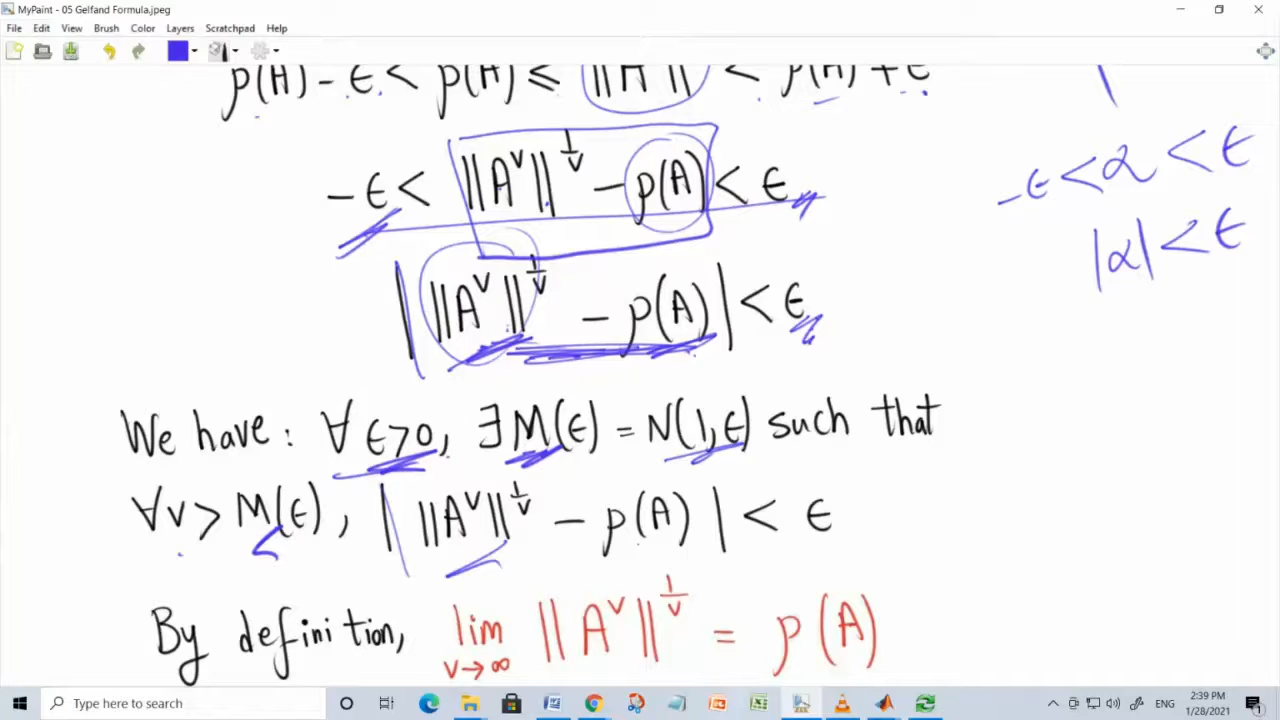 MyPaint - 05 Gelfand Formula.jpeg
File Edit View Brush Color Layers Scratchpad Help
ρ(A) - ϵ < ρ(A) ≤ ||A || < ρ(A) + ϵ
-ϵ < ||A^ν||^(1/ν) - ρ(A) < ϵ
-ϵ < α < ϵ
|α| < ϵ
| ||A^ν||^(1/ν) - ρ(A) | < ϵ
We have: ∀ ϵ>0, ∃ M(ϵ) = N(1,ϵ) such that
∀ν > M(ϵ), | ||A^ν||^(1/ν) - ρ(A) | < ϵ
By definition, lim ν→∞ ||A^ν||^(1/ν) = ρ(A)
Type here to search
ENG
2:39 PM
1/28/2021